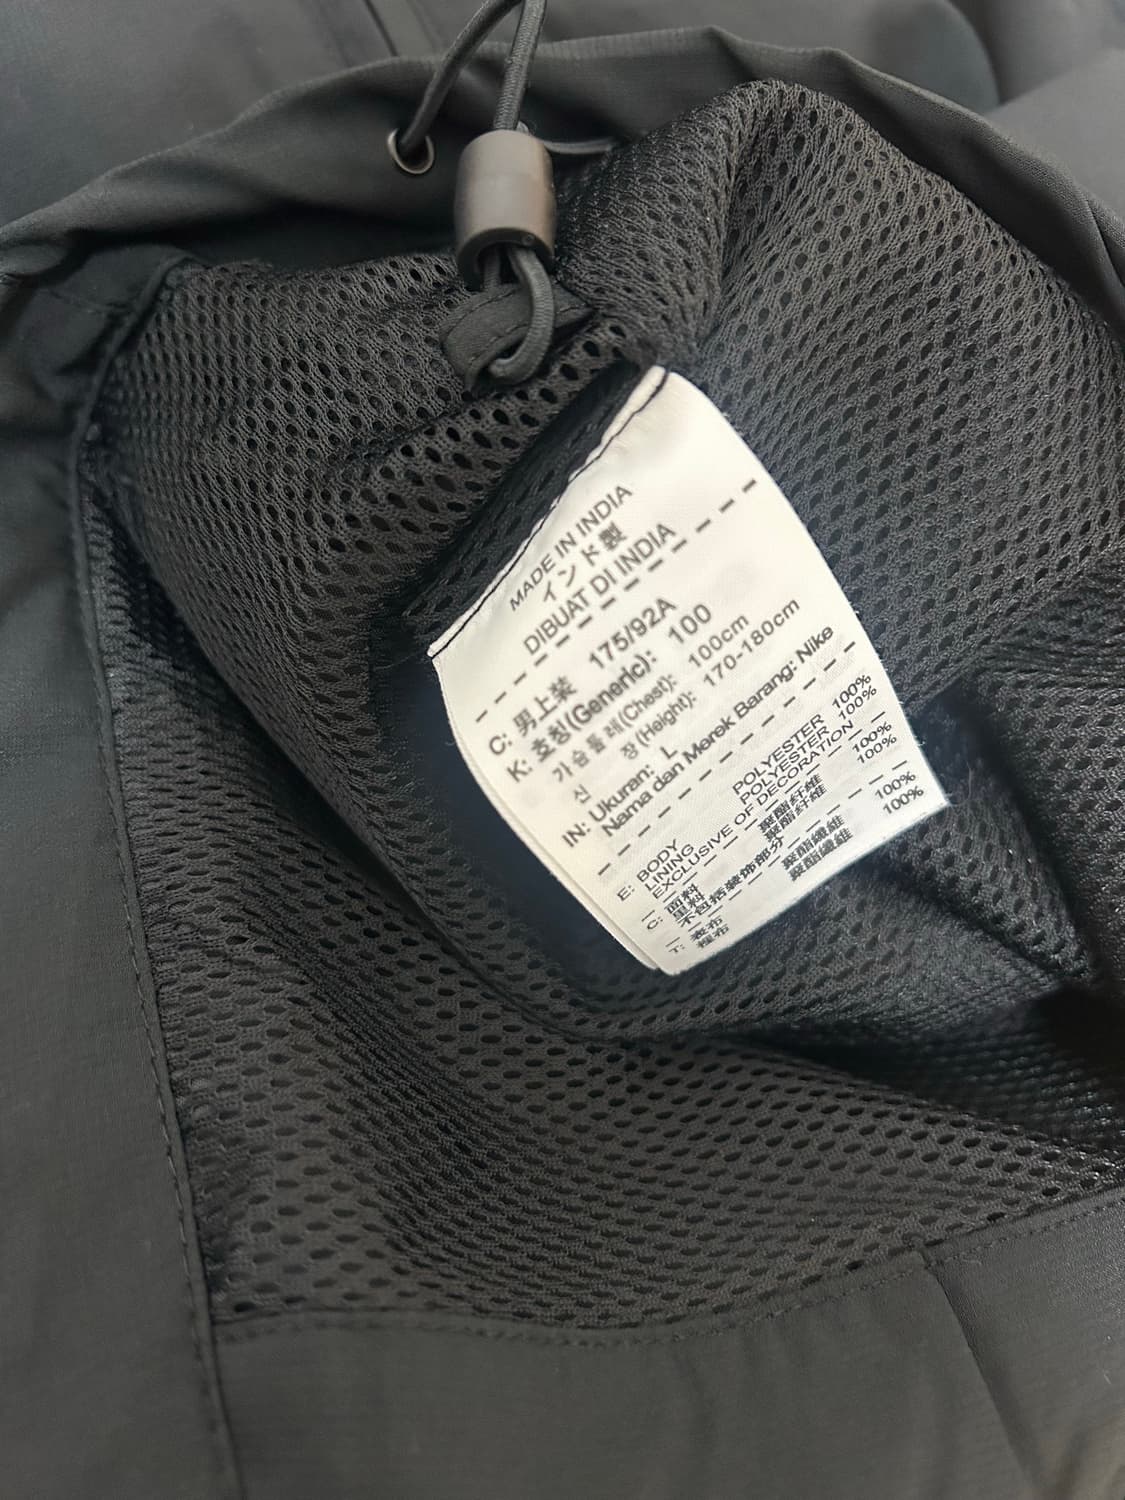 MADE IN INDIA
インド製
DIBUAT DI INDIA
C: 男上装 175/92A
K: 호칭(Generic): 100
가슴둘레(Chest): 100cm
신 장(Height): 170-180cm
IN: Ukuran: L
Nama dan Merek Barang: Nike
E: BODY POLYESTER 100%
LINING POLYESTER 100%
EXCLUSIVE OF DECORATION
C: 面料 聚酯纤维 100%
里料 聚酯纤维 100%
不包括装饰部分
T: 表布 聚酯纖維 100%
裡布 聚酯纖維 100%